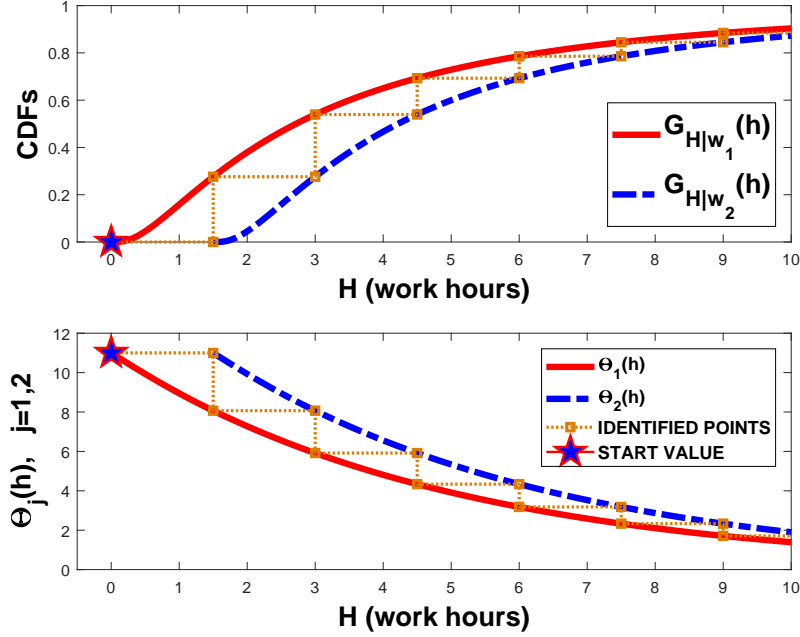 1
0.8
0.6
0.4
0.2
0
CDFs
G_{H|w_1}(h)
G_{H|w_2}(h)
0 1 2 3 4 5 6 7 8 9 10
H (work hours)
12
10
8
6
4
2
0
Θ_j(h), j=1,2
Θ_1(h)
Θ_2(h)
IDENTIFIED POINTS
START VALUE
0 1 2 3 4 5 6 7 8 9 10
H (work hours)